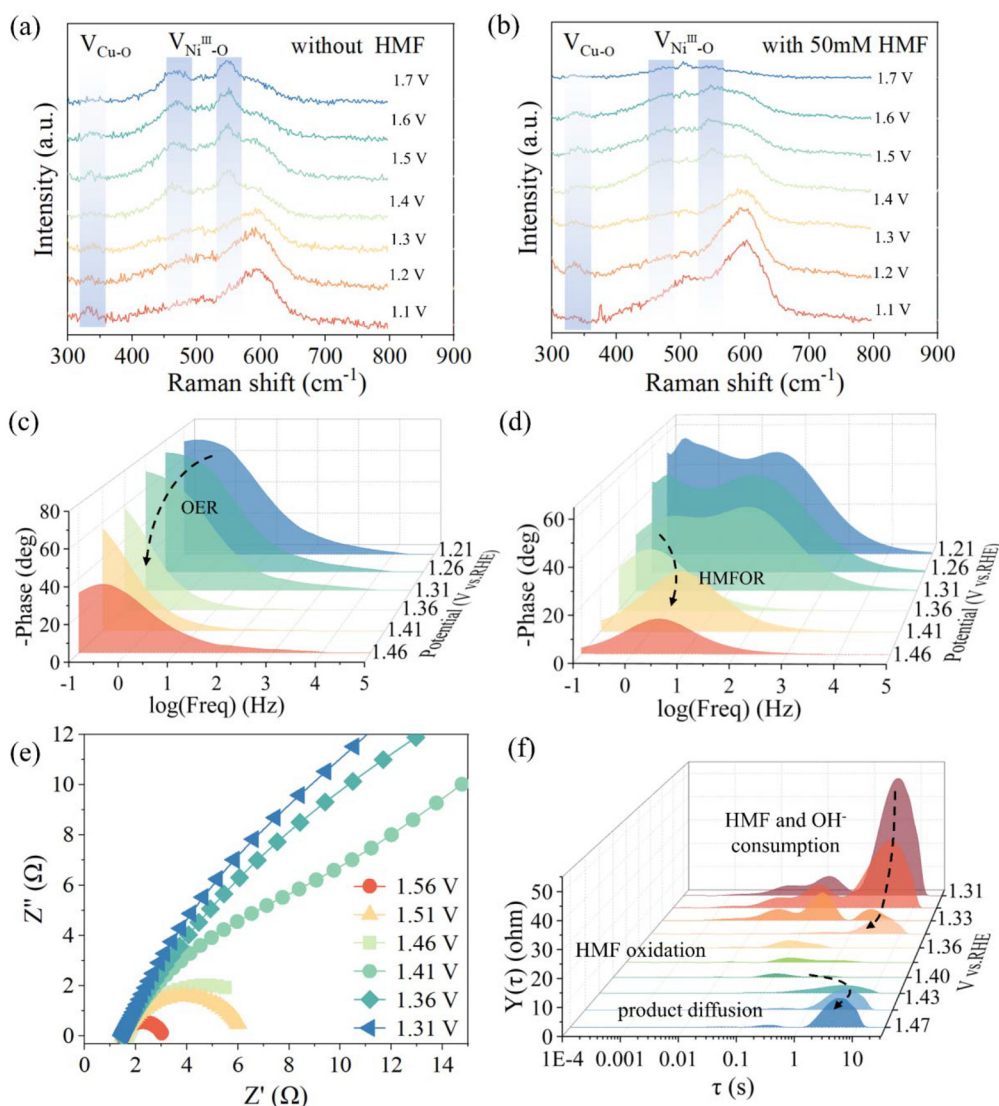 (a)
V_Cu-O
V_Ni^III-O
without HMF
1.7 V
1.6 V
1.5 V
1.4 V
1.3 V
1.2 V
1.1 V
Intensity (a.u.)
300 400 500 600 700 800 900
Raman shift (cm⁻¹)
(b)
V_Cu-O
V_Ni^III-O
with 50mM HMF
1.7 V
1.6 V
1.5 V
1.4 V
1.3 V
1.2 V
1.1 V
Intensity (a.u.)
300 400 500 600 700 800 900
Raman shift (cm⁻¹)
(c)
OER
80
60
40
20
0
-Phase (deg)
-1 0 1 2 3 4 5
log(Freq) (Hz)
1.21
1.26
1.31
1.36
1.41
1.46
Potential (V vs.RHE)
(d)
HMFOR
60
40
20
0
-Phase (deg)
-1 0 1 2 3 4 5
log(Freq) (Hz)
1.21
1.26
1.31
1.36
1.41
1.46
Potential (V vs.RHE)
(e)
12
10
8
6
4
2
0
Z'' (Ω)
1.56 V
1.51 V
1.46 V
1.41 V
1.36 V
1.31 V
0 2 4 6 8 10 12 14
Z' (Ω)
(f)
HMF and OH⁻
consumption
HMF oxidation
product diffusion
50
40
30
20
10
0
Y(τ) (ohm)
1E-4 0.001 0.01 0.1 1 10
τ (s)
1.31
1.33
1.36
1.40
1.43
1.47
V vs.RHE